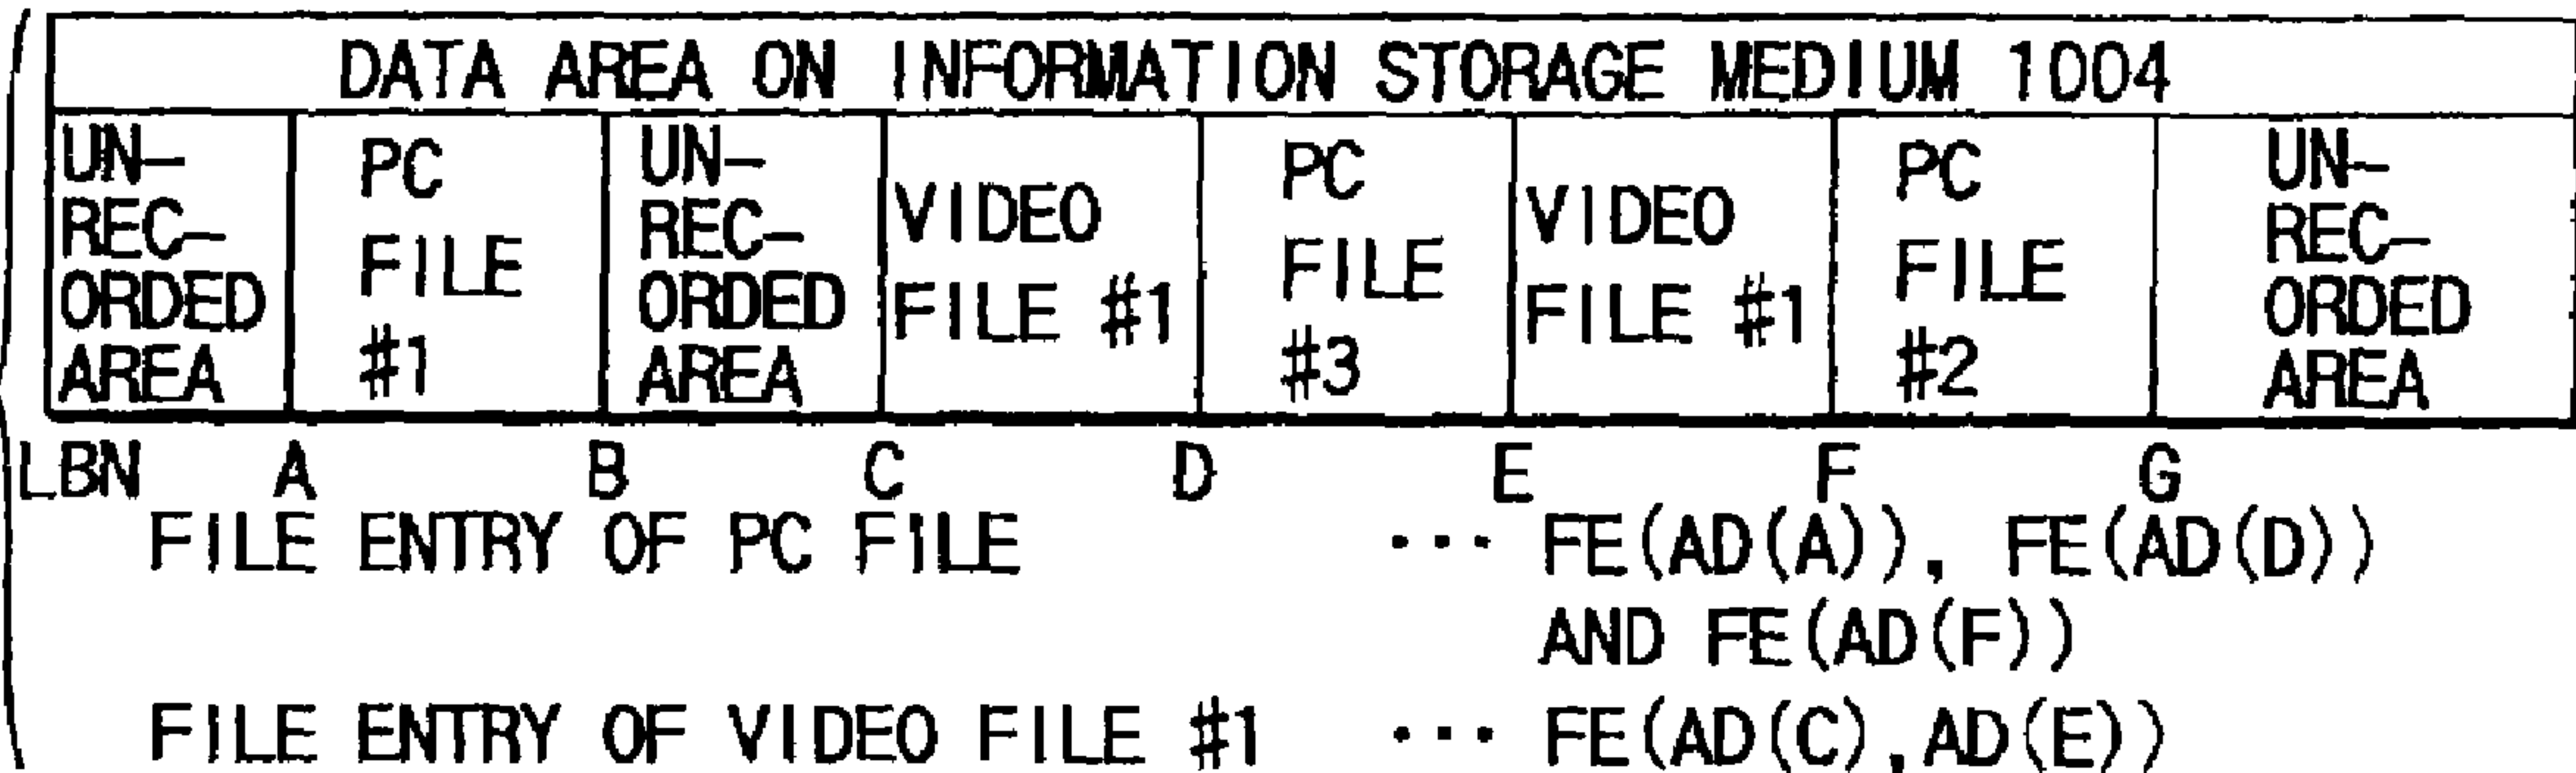 DATA AREA ON INFORMATION STORAGE MEDIUM 1004
UN-
REC-
ORDED
AREA
PC
FILE
#1
UN-
REC-
ORDED
AREA
VIDEO
FILE #1
PC
FILE
#3
VIDEO
FILE #1
PC
FILE
#2
UN-
REC-
ORDED
AREA
LBN A B C D E F G
FILE ENTRY OF PC FILE ... FE(AD(A)), FE(AD(D))
AND FE(AD(F))
FILE ENTRY OF VIDEO FILE #1 ... FE(AD(C),AD(E))